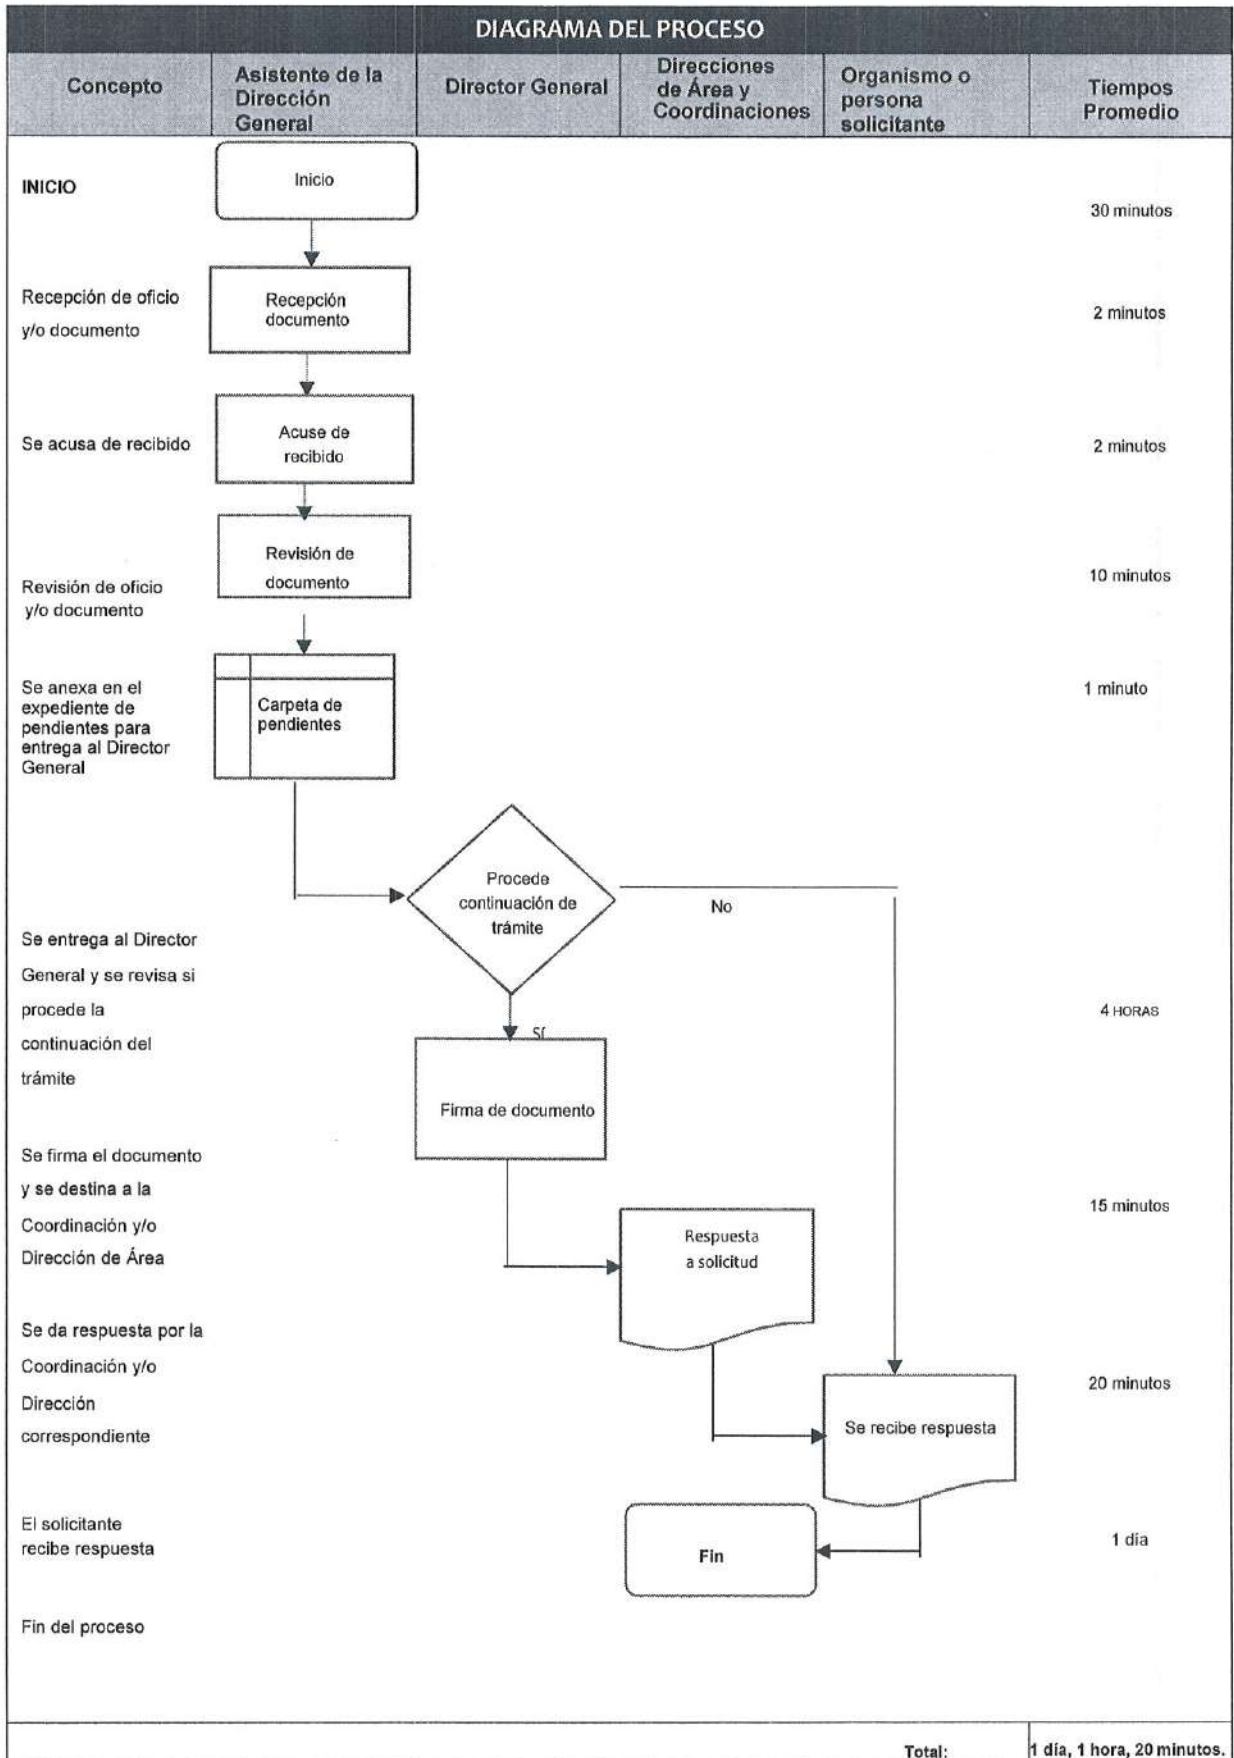 DIAGRAMA DEL PROCESO
Concepto
Asistente de la
Dirección
General
Director General
Direcciones
de Área y
Coordinaciones
Organismo o
persona
solicitante
Tiempos
Promedio
INICIO
Inicio
30 minutos
Recepción de oficio
y/o documento
Recepción
documento
2 minutos
Se acusa de recibido
Acuse de
recibido
2 minutos
Revisión de oficio
y/o documento
Revisión de
documento
10 minutos
Se anexa en el
expediente de
pendientes para
entrega al Director
General
Carpeta de
pendientes
1 minuto
Procede
continuación de
trámite
No
Se entrega al Director
General y se revisa si
procede la
continuación del
trámite
4 HORAS
Sí
Firma de documento
Se firma el documento
y se destina a la
Coordinación y/o
Dirección de Área
15 minutos
Respuesta
a solicitud
Se da respuesta por la
Coordinación y/o
Dirección
correspondiente
20 minutos
Se recibe respuesta
El solicitante
recibe respuesta
Fin
1 día
Fin del proceso
Total:
1 día, 1 hora, 20 minutos.